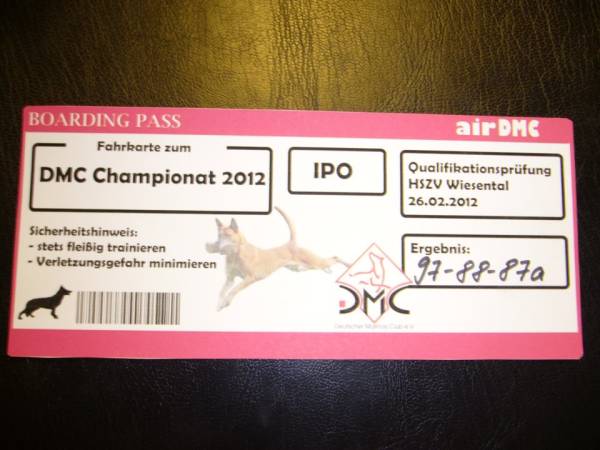 BOARDING PASS
airDMC
Fahrkarte zum
DMC Championat 2012
IPO
Qualifikationsprüfung
HSZV Wiesental
26.02.2012
Sicherheitshinweis:
- stets fleißig trainieren
- Verletzungsgefahr minimieren
Ergebnis:
97-88-87a
DMC
Deutscher Malinois Club e.V.